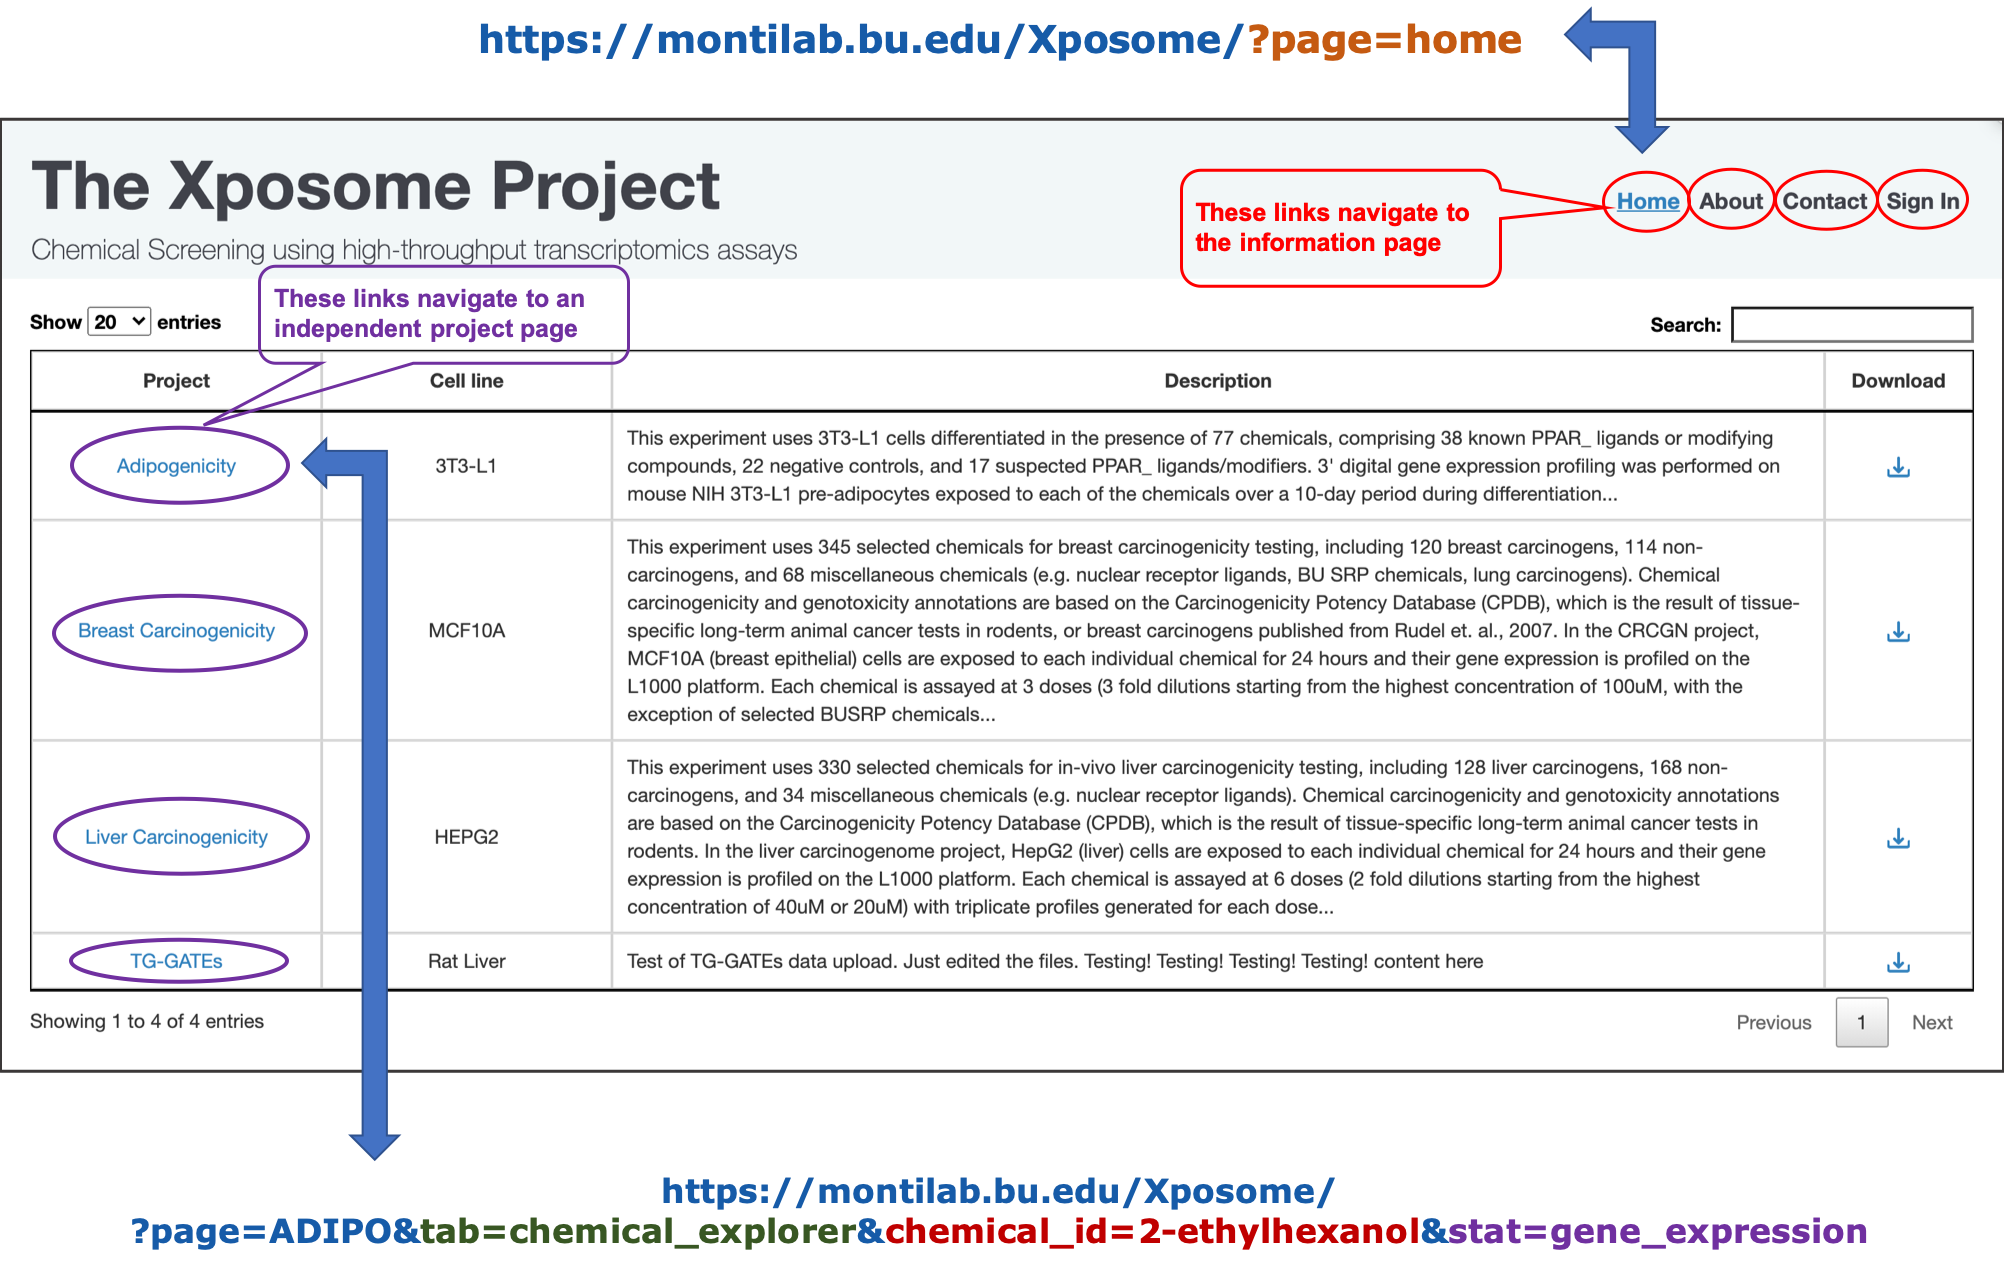 https://montilab.bu.edu/Xposome/?page=home
The Xposome Project
Chemical Screening using high-throughput transcriptomics assays
These links navigate to
the information page
Home About Contact Sign In
These links navigate to an
independent project page
Show 20 entries
Search:
Project Cell line Description Download
Adipogenicity
3T3-L1
This experiment uses 3T3-L1 cells differentiated in the presence of 77 chemicals, comprising 38 known PPAR_ ligands or modifying
compounds, 22 negative controls, and 17 suspected PPAR_ ligands/modifiers. 3' digital gene expression profiling was performed on
mouse NIH 3T3-L1 pre-adipocytes exposed to each of the chemicals over a 10-day period during differentiation...
Breast Carcinogenicity
MCF10A
This experiment uses 345 selected chemicals for breast carcinogenicity testing, including 120 breast carcinogens, 114 non-
carcinogens, and 68 miscellaneous chemicals (e.g. nuclear receptor ligands, BU SRP chemicals, lung carcinogens). Chemical
carcinogenicity and genotoxicity annotations are based on the Carcinogenicity Potency Database (CPDB), which is the result of tissue-
specific long-term animal cancer tests in rodents, or breast carcinogens published from Rudel et. al., 2007. In the CRCGN project,
MCF10A (breast epithelial) cells are exposed to each individual chemical for 24 hours and their gene expression is profiled on the
L1000 platform. Each chemical is assayed at 3 doses (3 fold dilutions starting from the highest concentration of 100uM, with the
exception of selected BUSRP chemicals...
Liver Carcinogenicity
HEPG2
This experiment uses 330 selected chemicals for in-vivo liver carcinogenicity testing, including 128 liver carcinogens, 168 non-
carcinogens, and 34 miscellaneous chemicals (e.g. nuclear receptor ligands). Chemical carcinogenicity and genotoxicity annotations
are based on the Carcinogenicity Potency Database (CPDB), which is the result of tissue-specific long-term animal cancer tests in
rodents. In the liver carcinogenome project, HepG2 (liver) cells are exposed to each individual chemical for 24 hours and their gene
expression is profiled on the L1000 platform. Each chemical is assayed at 6 doses (2 fold dilutions starting from the highest
concentration of 40uM or 20uM) with triplicate profiles generated for each dose...
TG-GATEs
Rat Liver
Test of TG-GATEs data upload. Just edited the files. Testing! Testing! Testing! Testing! content here
Showing 1 to 4 of 4 entries
Previous 1 Next
https://montilab.bu.edu/Xposome/
?page=ADIPO&tab=chemical_explorer&chemical_id=2-ethylhexanol&stat=gene_expression